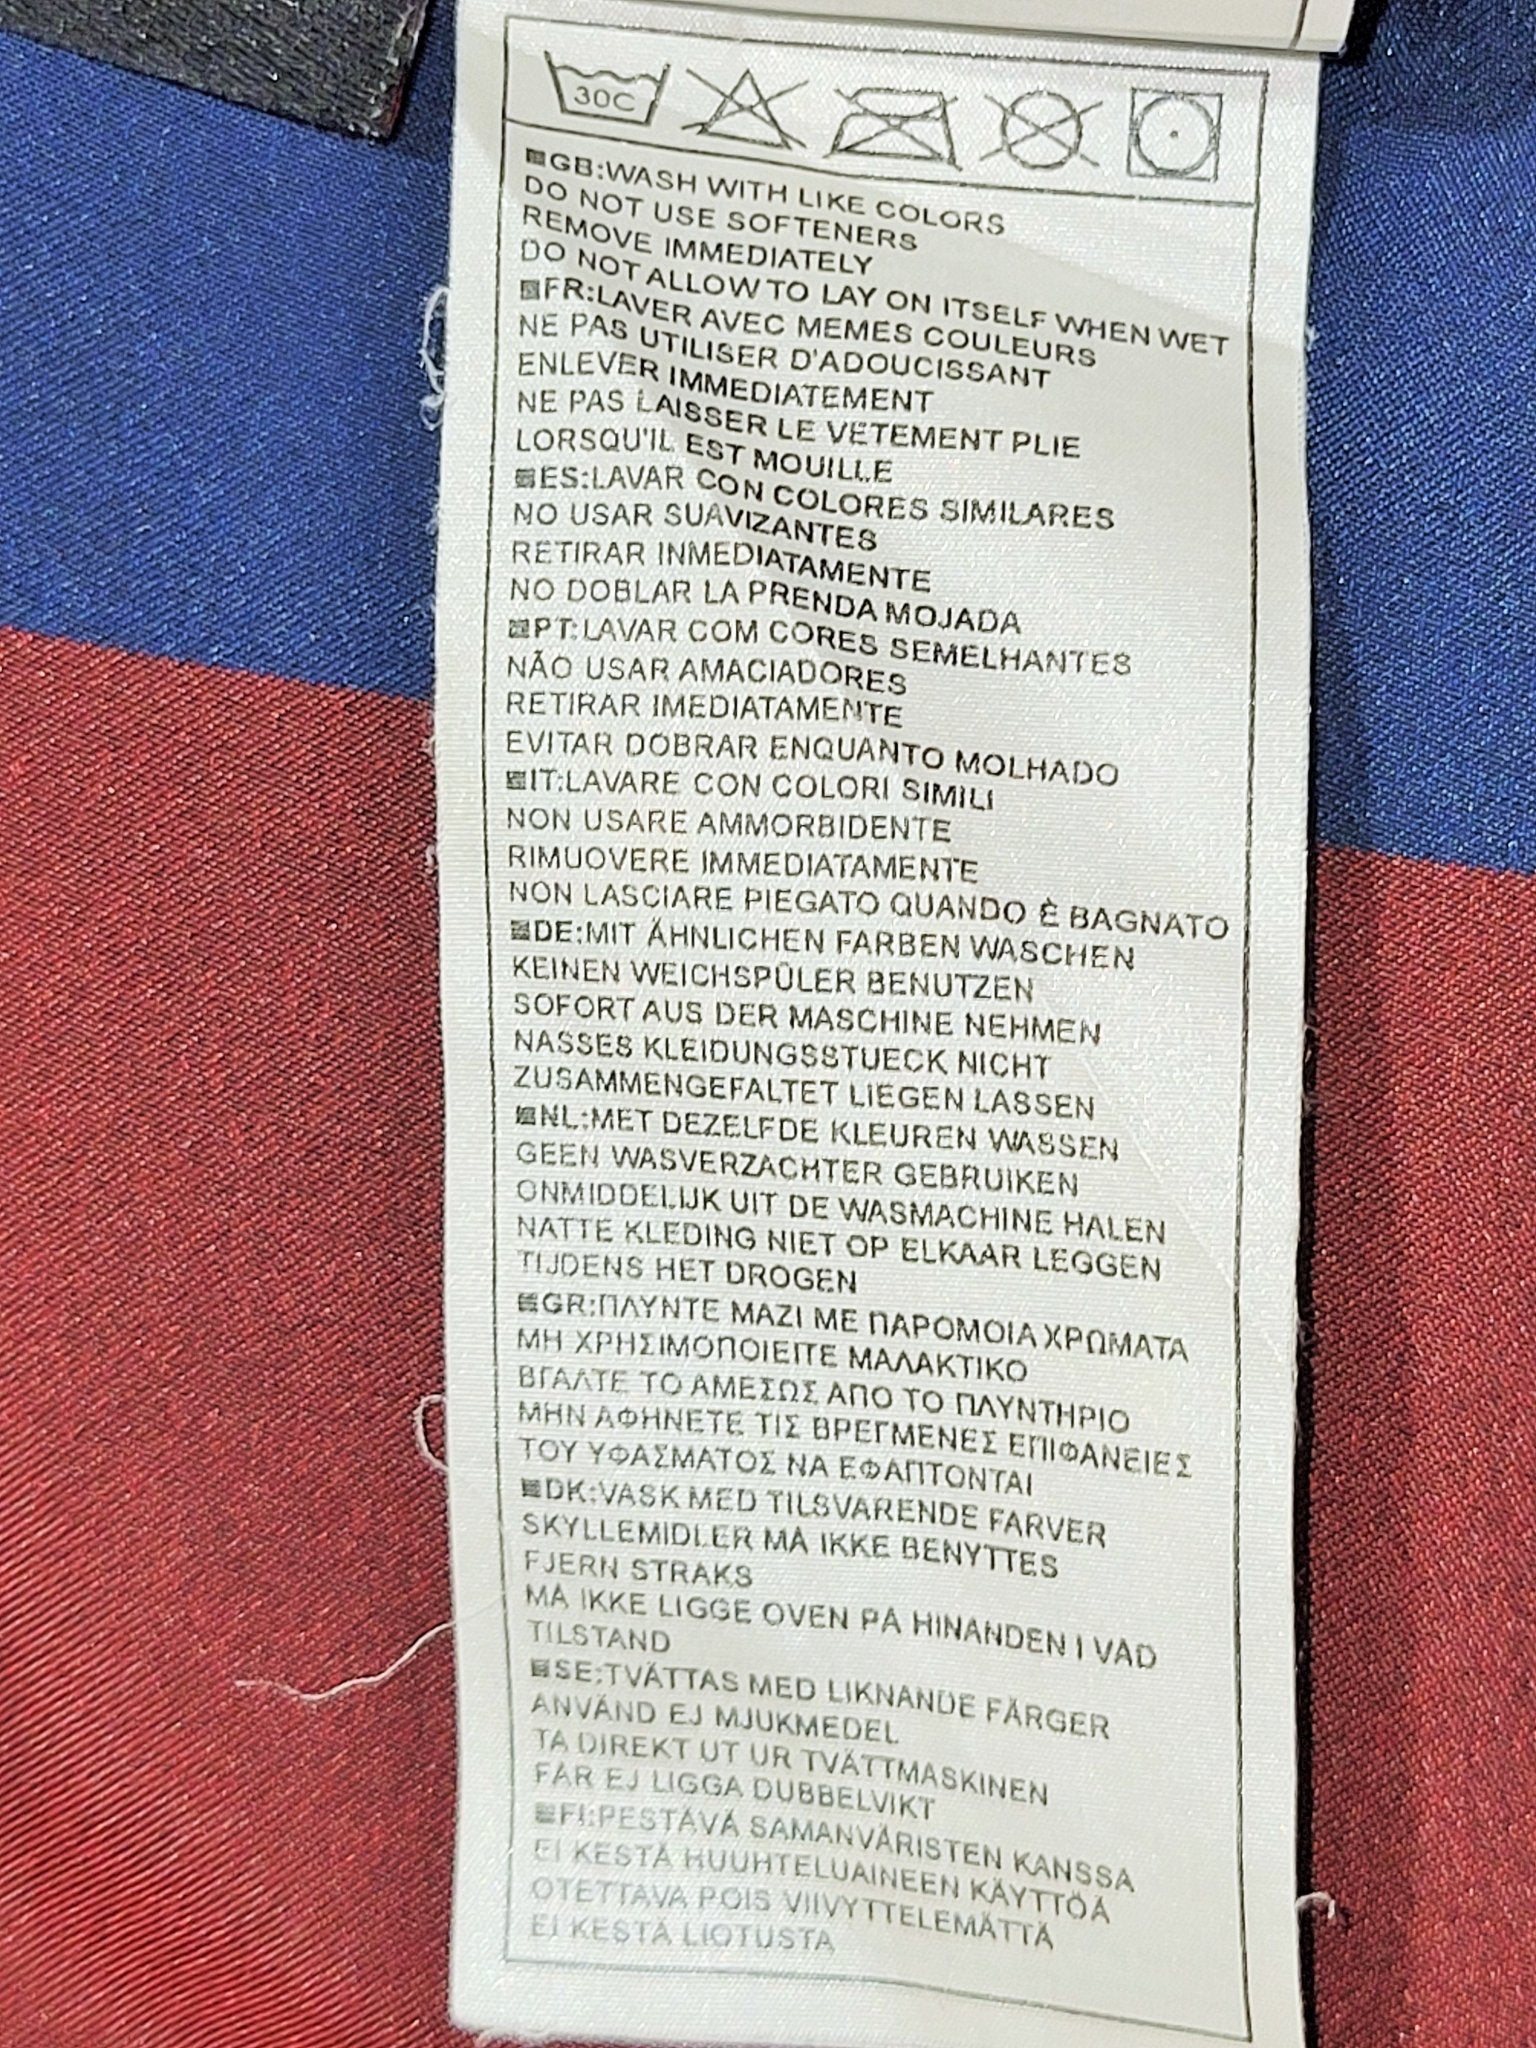 30C
GB:WASH WITH LIKE COLORS
DO NOT USE SOFTENERS
REMOVE IMMEDIATELY
DO NOT ALLOW TO LAY ON ITSELF WHEN WET
FR:LAVER AVEC MEMES COULEURS
NE PAS UTILISER D'ADOUCISSANT
ENLEVER IMMEDIATEMENT
NE PAS LAISSER LE VETEMENT PLIE
LORSQU'IL EST MOUILLE
ES:LAVAR CON COLORES SIMILARES
NO USAR SUAVIZANTES
RETIRAR INMEDIATAMENTE
NO DOBLAR LA PRENDA MOJADA
PT:LAVAR COM CORES SEMELHANTES
NÃO USAR AMACIADORES
RETIRAR IMEDIATAMENTE
EVITAR DOBRAR ENQUANTO MOLHADO
IT:LAVARE CON COLORI SIMILI
NON USARE AMMORBIDENTE
RIMUOVERE IMMEDIATAMENTE
NON LASCIARE PIEGATO QUANDO È BAGNATO
DE:MIT ÄHNLICHEN FARBEN WASCHEN
KEINEN WEICHSPÜLER BENUTZEN
SOFORT AUS DER MASCHINE NEHMEN
NASSES KLEIDUNGSSTUECK NICHT
ZUSAMMENGEFALTET LIEGEN LASSEN
NL:MET DEZELFDE KLEUREN WASSEN
GEEN WASVERZACHTER GEBRUIKEN
ONMIDDELIJK UIT DE WASMACHINE HALEN
NATTE KLEDING NIET OP ELKAAR LEGGEN
TIJDENS HET DROGEN
GR:ΠΛΥΝΤΕ ΜΑΖΙ ΜΕ ΠΑΡΟΜΟΙΑ ΧΡΩΜΑΤΑ
ΜΗ ΧΡΗΣΙΜΟΠΟΙΕΙΤΕ ΜΑΛΑΚΤΙΚΟ
ΒΓΑΛΤΕ ΤΟ ΑΜΕΣΩΣ ΑΠΟ ΤΟ ΠΛΥΝΤΗΡΙΟ
ΜΗΝ ΑΦΗΝΕΤΕ ΤΙΣ ΒΡΕΓΜΕΝΕΣ ΕΠΙΦΑΝΕΙΕΣ
ΤΟΥ ΥΦΑΣΜΑΤΟΣ ΝΑ ΕΦΑΠΤΟΝΤΑΙ
DK:VASK MED TILSVARENDE FARVER
SKYLLEMIDLER MÅ IKKE BENYTTES
FJERN STRAKS
MÅ IKKE LIGGE OVEN PÅ HINANDEN I VÅD
TILSTAND
SE:TVÄTTAS MED LIKNANDE FÄRGER
ANVÄND EJ MJUKMEDEL
TA DIREKT UT UR TVÄTTMASKINEN
FÅR EJ LIGGA DUBBELVIKT
FI:PESTÄVÄ SAMANVÄRISTEN KANSSA
EI KESTÄ HUUHTELUAINEEN KÄYTTÖÄ
OTETTAVA POIS VIIVYTTELEMÄTTÄ
EI KESTÄ LIOTUSTA